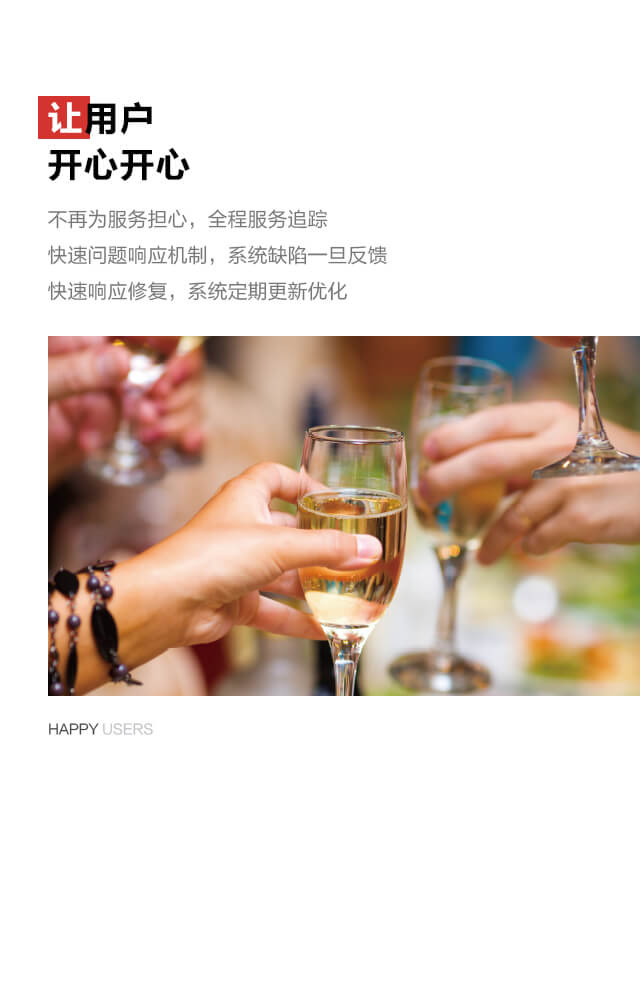 让用户
开心开心
不再为服务担心，全程服务追踪
快速问题响应机制，系统缺陷一旦反馈
快速响应修复，系统定期更新优化
HAPPY USERS